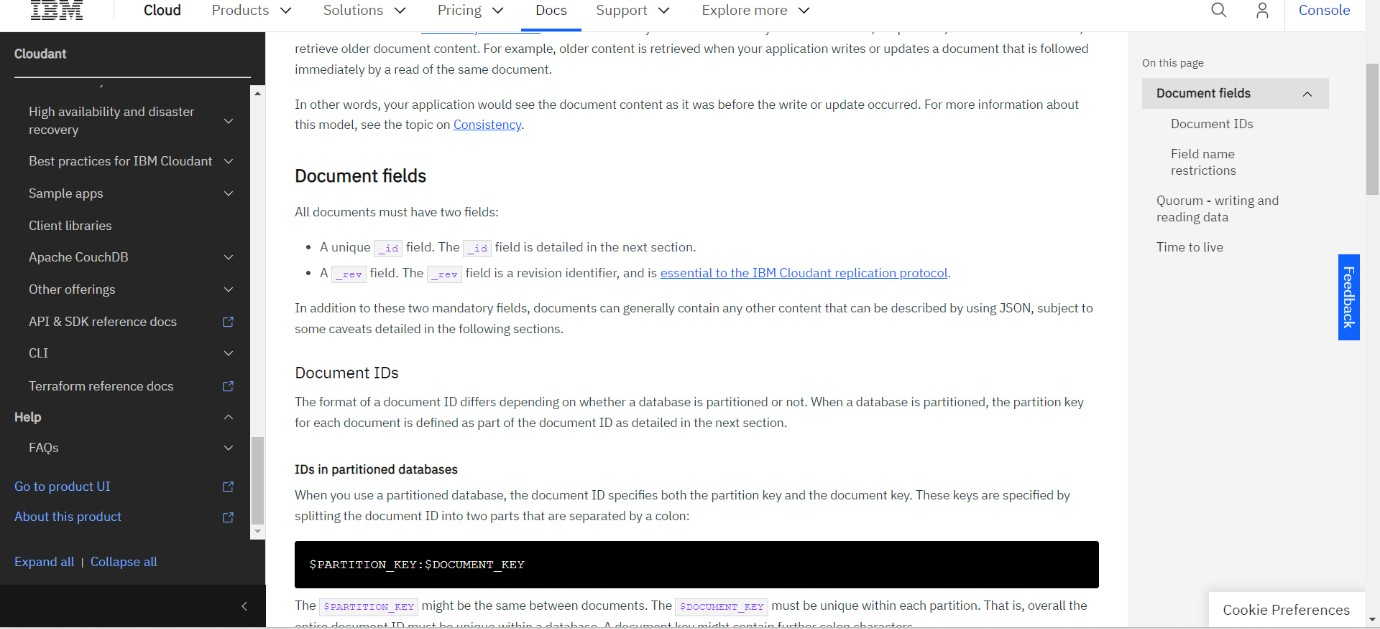 IBM Cloud Products Solutions Pricing Docs Support Explore more Console
Cloudant
High availability and disaster
recovery
Best practices for IBM Cloudant
Sample apps
Client libraries
Apache CouchDB
Other offerings
API & SDK reference docs
CLI
Terraform reference docs
Help
FAQs
Go to product UI
About this product
Expand all | Collapse all
retrieve older document content. For example, older content is retrieved when your application writes or updates a document that is followed
immediately by a read of the same document.
In other words, your application would see the document content as it was before the write or update occurred. For more information about
this model, see the topic on Consistency.
Document fields
All documents must have two fields:
• A unique _id field. The _id field is detailed in the next section.
• A _rev field. The _rev field is a revision identifier, and is essential to the IBM Cloudant replication protocol.
In addition to these two mandatory fields, documents can generally contain any other content that can be described by using JSON, subject to
some caveats detailed in the following sections.
Document IDs
The format of a document ID differs depending on whether a database is partitioned or not. When a database is partitioned, the partition key
for each document is defined as part of the document ID as detailed in the next section.
IDs in partitioned databases
When you use a partitioned database, the document ID specifies both the partition key and the document key. These keys are specified by
splitting the document ID into two parts that are separated by a colon:
$PARTITION_KEY:$DOCUMENT_KEY
The $PARTITION_KEY might be the same between documents. The $DOCUMENT_KEY must be unique within each partition. That is, overall the
entire document ID must be unique within a database. A document key might contain further colon characters.
On this page
Document fields
Document IDs
Field name
restrictions
Quorum - writing and
reading data
Time to live
Feedback
Cookie Preferences